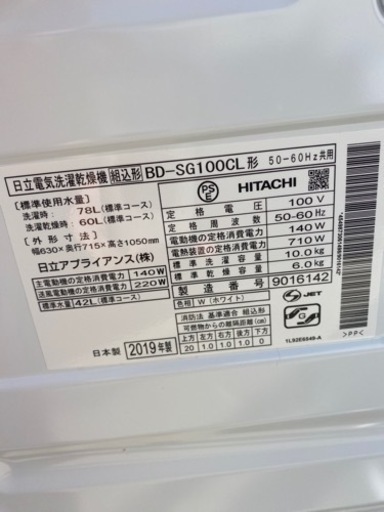 日立電気洗濯乾燥機 組込形 BD-SG100CL形 50-60Hz共用
[標準使用水量]
洗濯時: 78L(標準コース)
洗濯乾燥時: 60L(標準コース)
[外形寸法]
幅630×奥行715×高さ1050mm
日立アプライアンス(株)
主電動機の定格消費電力 140W
送風電動機の定格消費電力 220W
標準水量 42L(標準コース)
PSE HITACHI
定格電圧 100V
定格周波数 50-60Hz
電動機の定格消費電力 140W
電熱装置の定格消費電力 710W
標準洗濯容量 10.0kg
標準乾燥容量 6.0kg
製造番号 9016142
色相:W(ホワイト)
消防法 基準適合 組込形
可燃物からの離隔距離(cm)
上方 左方 右方 前方 後方 下方
20 1.0 1.0 0 1.0 0
日本製 2019年製
S JET
G
1L92E9349-A
>PP<